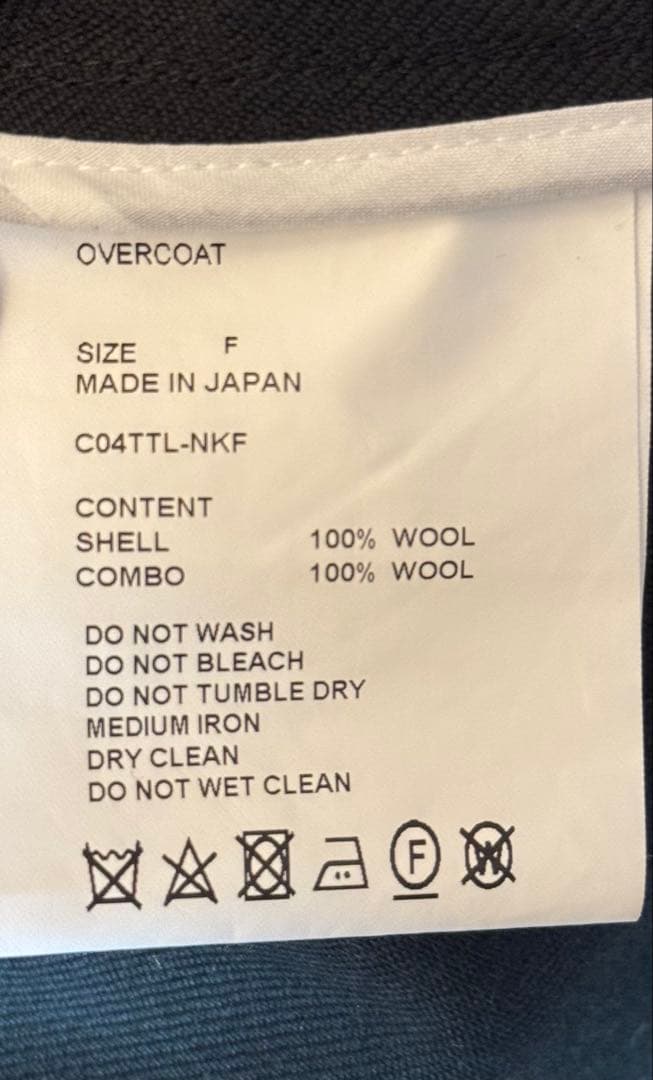 OVERCOAT
SIZE F
MADE IN JAPAN
C04TTL-NKF
CONTENT
SHELL 100% WOOL
COMBO 100% WOOL
DO NOT WASH
DO NOT BLEACH
DO NOT TUMBLE DRY
MEDIUM IRON
DRY CLEAN
DO NOT WET CLEAN
F W